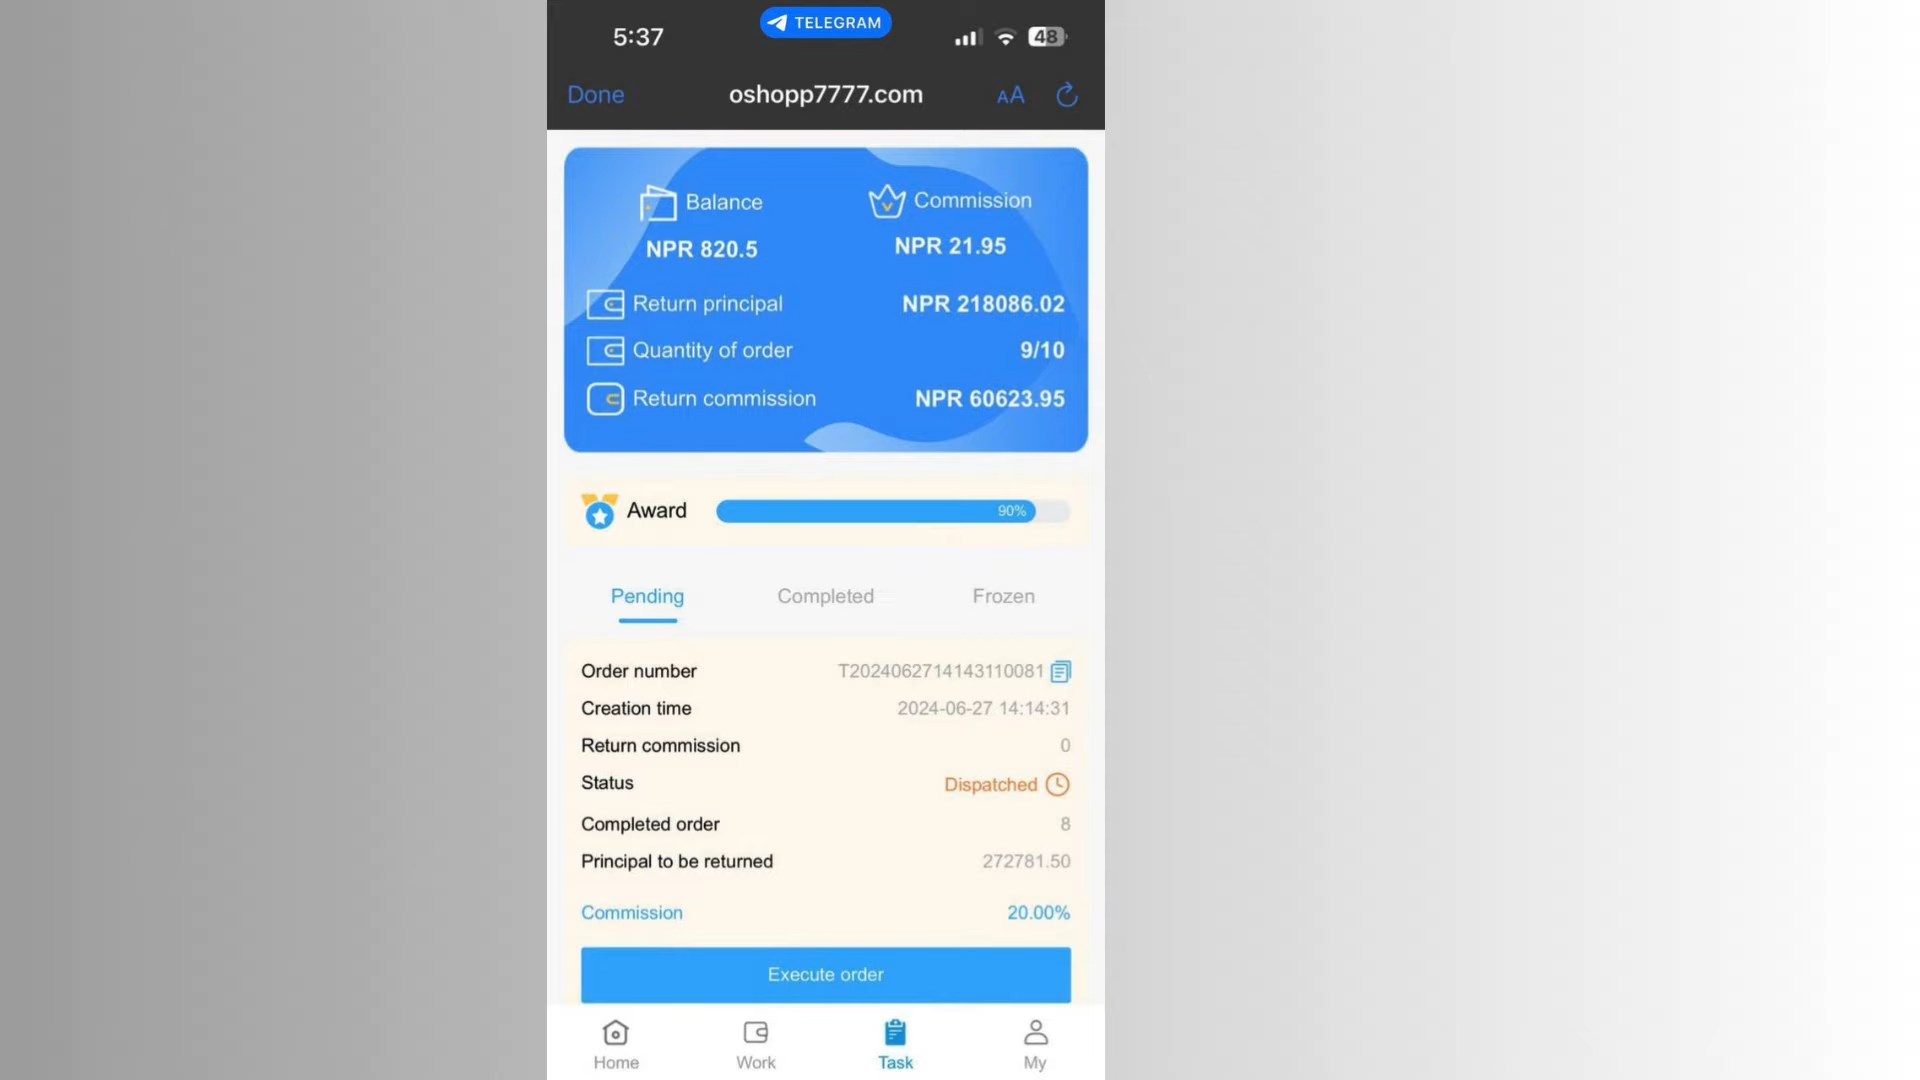 5:37
TELEGRAM
48
Done
oshopp7777.com
AA
Balance
Commission
NPR 820.5
NPR 21.95
Return principal
NPR 218086.02
Quantity of order
9/10
Return commission
NPR 60623.95
Award
90%
Pending
Completed
Frozen
Order number
T2024062714143110081
Creation time
2024-06-27 14:14:31
Return commission
0
Status
Dispatched
Completed order
8
Principal to be returned
272781.50
Commission
20.00%
Execute order
Home
Work
Task
My